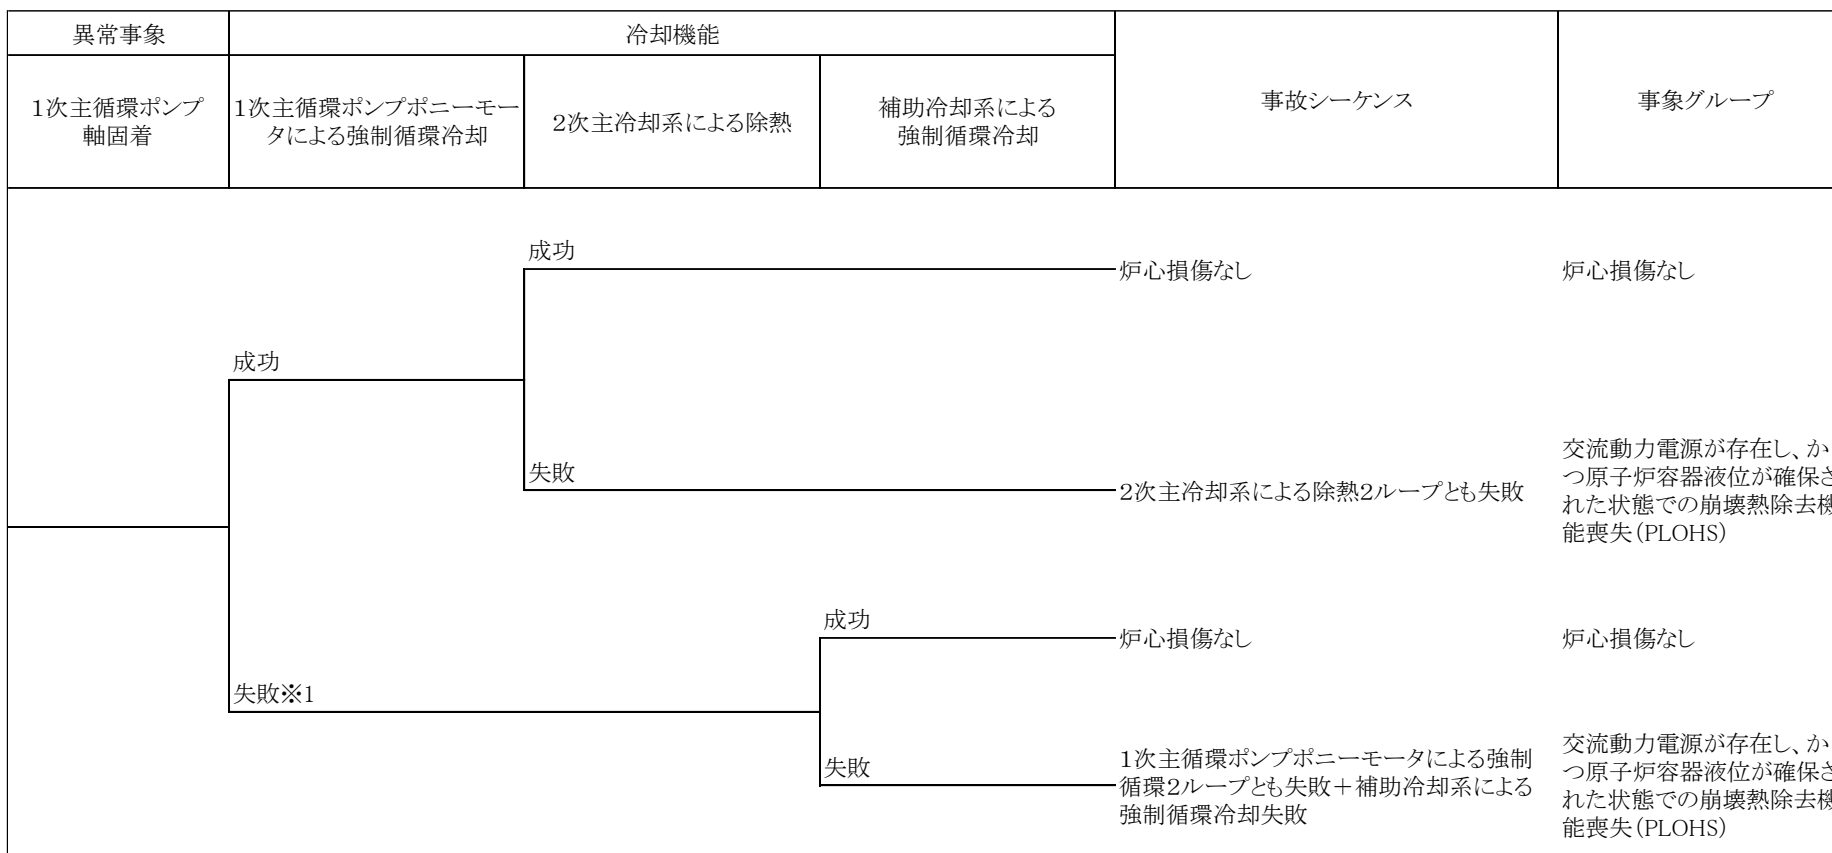 異常事象
冷却機能
1次主循環ポンプ
軸固着
1次主循環ポンプポニーモー
タによる強制循環冷却
2次主冷却系による除熱
補助冷却系による
強制循環冷却
事故シーケンス
事象グループ
成功
炉心損傷なし
炉心損傷なし
成功
失敗
2次主冷却系による除熱2ループとも失敗
交流動力電源が存在し、か
つ原子炉容器液位が確保さ
れた状態での崩壊熱除去機
能喪失(PLOHS)
成功
炉心損傷なし
炉心損傷なし
失敗※1
失敗
1次主循環ポンプポニーモータによる強制
循環2ループとも失敗+補助冷却系による
強制循環冷却失敗
交流動力電源が存在し、か
つ原子炉容器液位が確保さ
れた状態での崩壊熱除去機
能喪失(PLOHS)